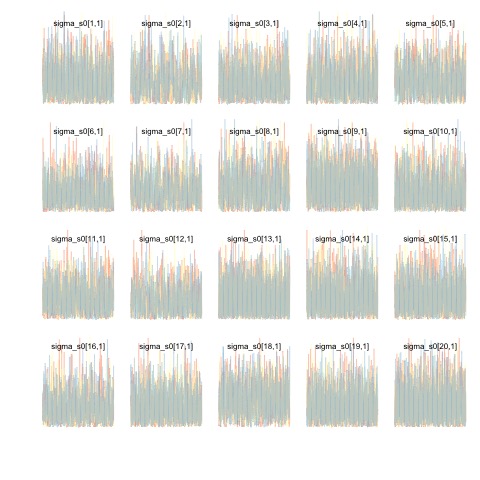 sigma_s0[1,1] sigma_s0[2,1] sigma_s0[3,1] sigma_s0[4,1] sigma_s0[5,1]
sigma_s0[6,1] sigma_s0[7,1] sigma_s0[8,1] sigma_s0[9,1] sigma_s0[10,1]
sigma_s0[11,1] sigma_s0[12,1] sigma_s0[13,1] sigma_s0[14,1] sigma_s0[15,1]
sigma_s0[16,1] sigma_s0[17,1] sigma_s0[18,1] sigma_s0[19,1] sigma_s0[20,1]